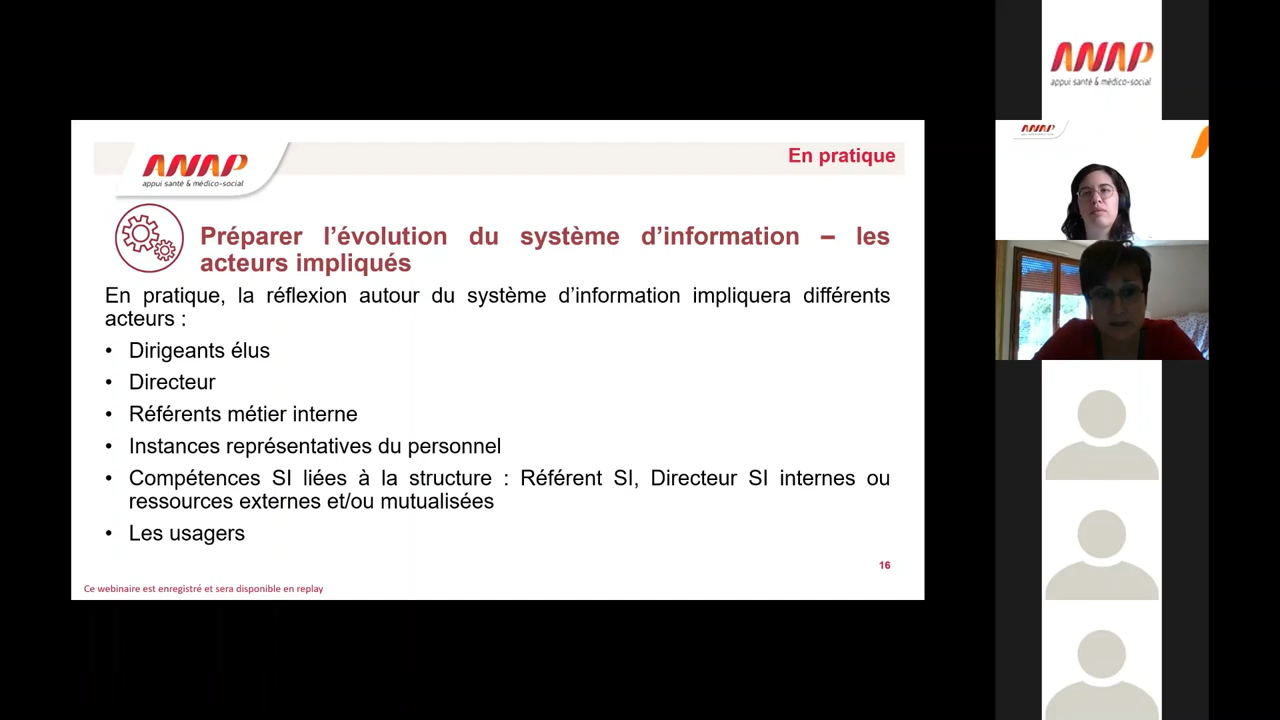 ANAP
appui santé & médico-social
En pratique
Préparer l’évolution du système d’information – les
acteurs impliqués
En pratique, la réflexion autour du système d’information impliquera différents
acteurs :
• Dirigeants élus
• Directeur
• Référents métier interne
• Instances représentatives du personnel
• Compétences SI liées à la structure : Référent SI, Directeur SI internes ou
ressources externes et/ou mutualisées
• Les usagers
16
Ce webinaire est enregistré et sera disponible en replay
ANAP
appui santé & médico-social
ANAP